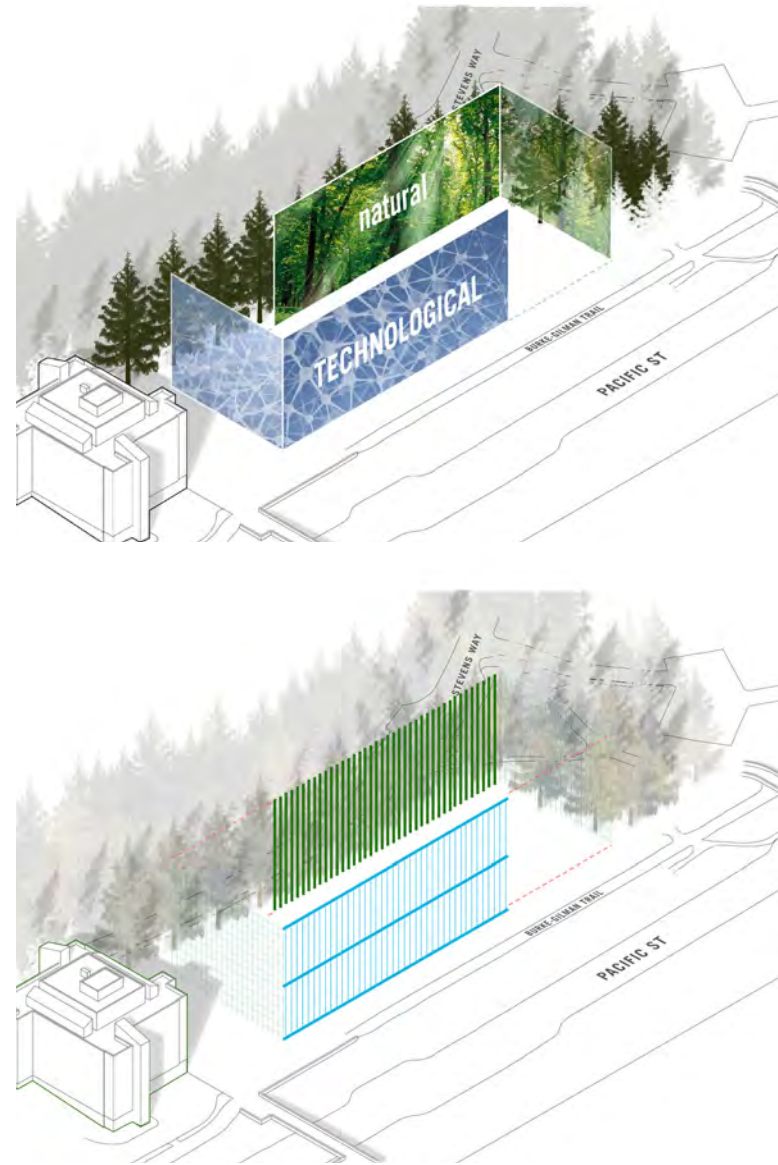 STEVENS WAY
natural
TECHNOLOGICAL
BURKE-GILMAN TRAIL
PACIFIC ST
STEVENS WAY
BURKE-GILMAN TRAIL
PACIFIC ST